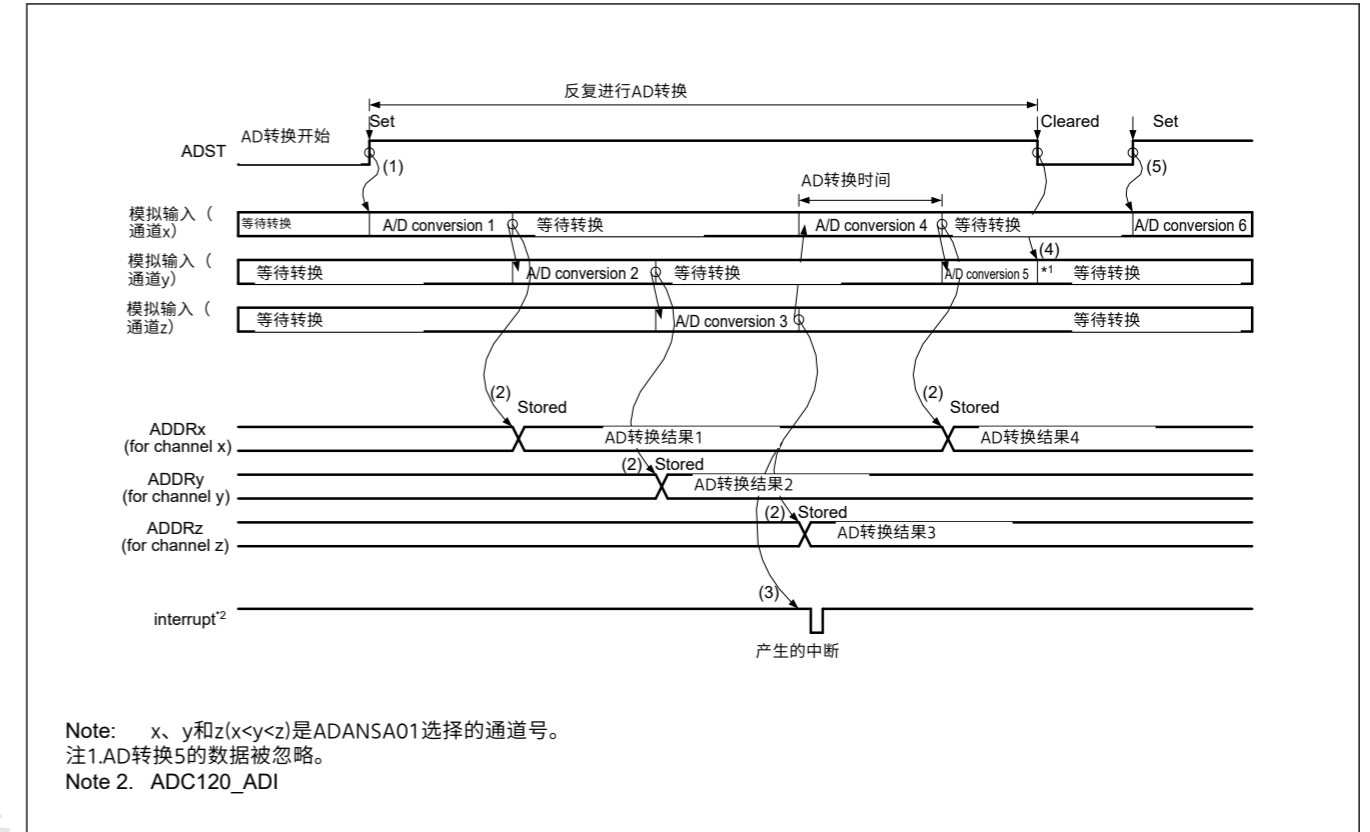 反复进行AD转换
AD转换开始
Set
Cleared
Set
ADST
(1)
(5)
AD转换时间
模拟输入（
通道x）
等待转换
A/D conversion 1
等待转换
A/D conversion 4
等待转换
A/D conversion 6
(4)
模拟输入（
通道y）
等待转换
A/D conversion 2
等待转换
A/D conversion 5
*1
等待转换
模拟输入（
通道z）
等待转换
A/D conversion 3
等待转换
(2)
Stored
(2)
Stored
ADDRx
(for channel x)
AD转换结果1
AD转换结果4
(2)
Stored
ADDRy
(for channel y)
AD转换结果2
(2)
Stored
ADDRz
(for channel z)
AD转换结果3
(3)
interrupt*2
产生的中断
Note: x、y和z(x<y<z)是ADANSA01选择的通道号。
注1.AD转换5的数据被忽略。
Note 2. ADC120_ADI